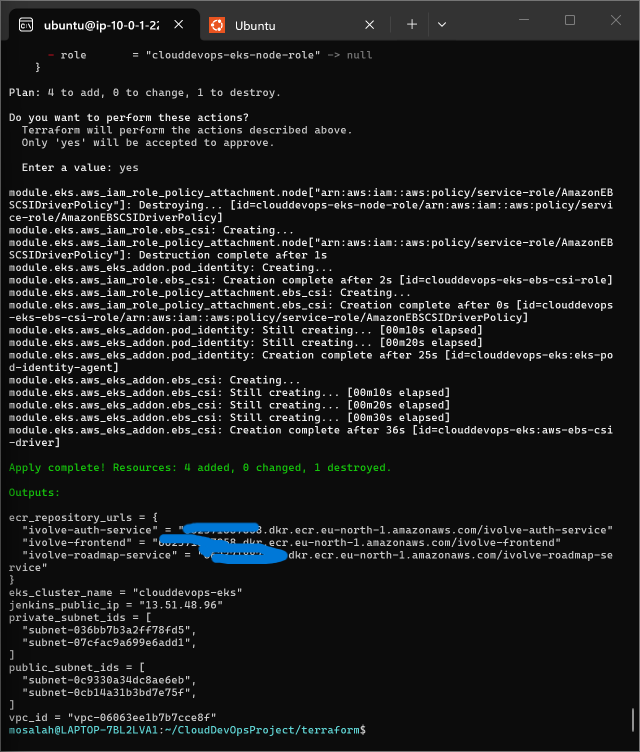 ubuntu@ip-10-0-1-22
Ubuntu
- role       = "clouddevops-eks-node-role" -> null
}
Plan: 4 to add, 0 to change, 1 to destroy.
Do you want to perform these actions?
Terraform will perform the actions described above.
Only 'yes' will be accepted to approve.
Enter a value: yes
module.eks.aws_iam_role_policy_attachment.node["arn:aws:iam::aws:policy/service-role/AmazonEB
SCSIDriverPolicy"]: Destroying... [id=clouddevops-eks-node-role/arn:aws:iam::aws:policy/servi
ce-role/AmazonEBSCSIDriverPolicy]
module.eks.aws_iam_role.ebs_csi: Creating...
module.eks.aws_iam_role_policy_attachment.node["arn:aws:iam::aws:policy/service-role/AmazonEB
SCSIDriverPolicy"]: Destruction complete after 1s
module.eks.aws_eks_addon.pod_identity: Creating...
module.eks.aws_iam_role.ebs_csi: Creation complete after 2s [id=clouddevops-eks-ebs-csi-role]
module.eks.aws_iam_role_policy_attachment.ebs_csi: Creating...
module.eks.aws_iam_role_policy_attachment.ebs_csi: Creation complete after 0s [id=clouddevops
-eks-ebs-csi-role/arn:aws:iam::aws:policy/service-role/AmazonEBSCSIDriverPolicy]
module.eks.aws_eks_addon.pod_identity: Still creating... [00m10s elapsed]
module.eks.aws_eks_addon.pod_identity: Still creating... [00m20s elapsed]
module.eks.aws_eks_addon.pod_identity: Creation complete after 25s [id=clouddevops-eks:eks-po
d-identity-agent]
module.eks.aws_eks_addon.ebs_csi: Creating...
module.eks.aws_eks_addon.ebs_csi: Still creating... [00m10s elapsed]
module.eks.aws_eks_addon.ebs_csi: Still creating... [00m20s elapsed]
module.eks.aws_eks_addon.ebs_csi: Still creating... [00m30s elapsed]
module.eks.aws_eks_addon.ebs_csi: Creation complete after 36s [id=clouddevops-eks:aws-ebs-csi
-driver]
Apply complete! Resources: 4 added, 0 changed, 1 destroyed.
Outputs:
ecr_repository_urls = {
"ivolve-auth-service" = ".dkr.ecr.eu-north-1.amazonaws.com/ivolve-auth-service"
"ivolve-frontend" = ".dkr.ecr.eu-north-1.amazonaws.com/ivolve-frontend"
"ivolve-roadmap-service" = ".dkr.ecr.eu-north-1.amazonaws.com/ivolve-roadmap-se
rvice"
}
eks_cluster_name = "clouddevops-eks"
jenkins_public_ip = "13.51.48.96"
private_subnet_ids = [
"subnet-036bb7b3a2ff78fd5",
"subnet-07cfac9a699e6add1",
]
public_subnet_ids = [
"subnet-0c9330a34dc8ae6eb",
"subnet-0cb14a31b3bd7e75f",
]
vpc_id = "vpc-06063ee1b7b7cce8f"
mosalah@LAPTOP-7BL2LVA1:~/CloudDevOpsProject/terraform$